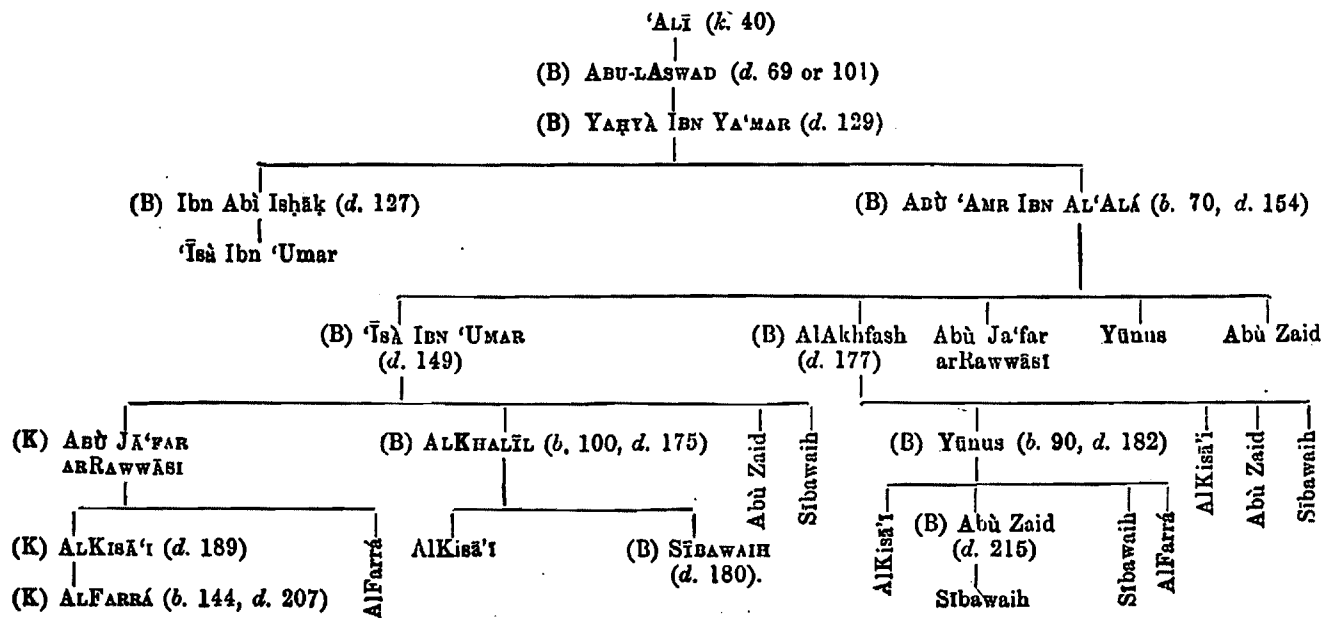 ‘ALĪ (k. 40)
(B) ABU-LASWAD (d. 69 or 101)
(B) YAḤYÀ IBN YA‘MAR (d. 129)
(B) Ibn Abì Isḥāḳ (d. 127)
(B) ABÙ ‘AMR IBN AL‘ALÁ (b. 70, d. 154)
‘Īsà Ibn ‘Umar
(B) ‘ĪSÀ IBN ‘UMAR
(d. 149)
(B) AlAkhfash
(d. 177)
Abù Ja‘far
arRawwāsī
Yūnus
Abù Zaid
(K) ABÙ JĀ‘FAR
ARRAWWĀSI
(B) ALKHALĪL (b. 100, d. 175)
Abù Zaid
Sībawaih
(B) Yūnus (b. 90, d. 182)
AlKisā’ī
Abù Zaid
Sībawaih
(K) ALKISĀ’I (d. 189)
AlFarrá
AlKisā’ī
(B) SĪBAWAIH
(d. 180).
AlKisā’ī
(B) Abù Zaid
(d. 215)
Sībawaih
AlFarrá
(K) ALFARRÁ (b. 144, d. 207)
Sībawaih